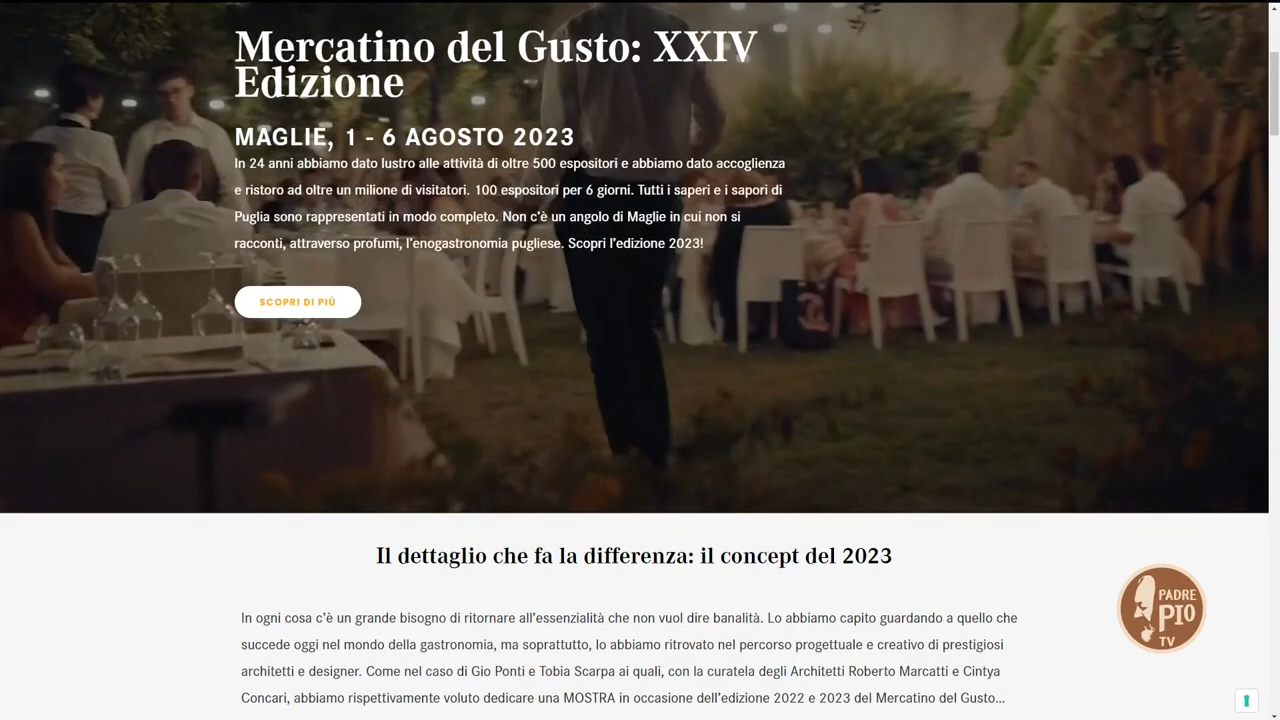 Mercatino del Gusto: XXIV
Edizione
MAGLIE, 1 - 6 AGOSTO 2023
In 24 anni abbiamo dato lustro alle attività di oltre 500 espositori e abbiamo dato accoglienza
e ristoro ad oltre un milione di visitatori. 100 espositori per 6 giorni. Tutti i saperi e i sapori di
Puglia sono rappresentati in modo completo. Non c'è un angolo di Maglie in cui non si
racconti, attraverso profumi, l'enogastronomia pugliese. Scopri l'edizione 2023!
SCOPRI DI PIÙ
Il dettaglio che fa la differenza: il concept del 2023
In ogni cosa c'è un grande bisogno di ritornare all'essenzialità che non vuol dire banalità. Lo abbiamo capito guardando a quello che
succede oggi nel mondo della gastronomia, ma soprattutto, lo abbiamo ritrovato nel percorso progettuale e creativo di prestigiosi
architetti e designer. Come nel caso di Gio Ponti e Tobia Scarpa ai quali, con la curatela degli Architetti Roberto Marcatti e Cintya
Concari, abbiamo rispettivamente voluto dedicare una MOSTRA in occasione dell'edizione 2022 e 2023 del Mercatino del Gusto...
PADRE
PIO
TV